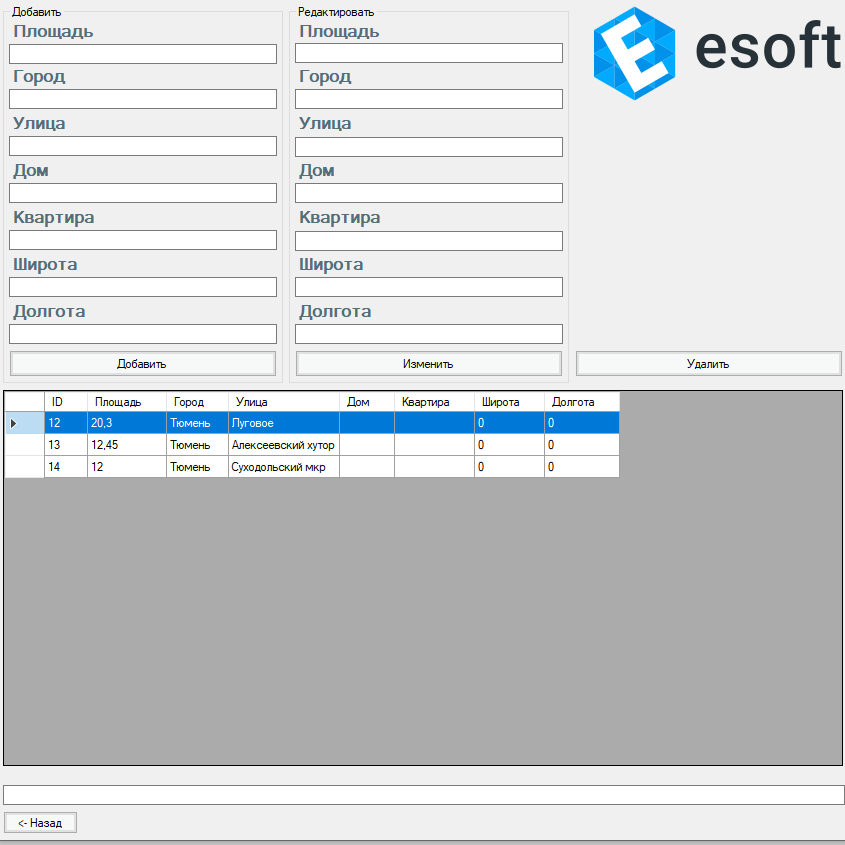 Добавить
Площадь
Город
Улица
Дом
Квартира
Широта
Долгота
Добавить
Редактировать
Площадь
Город
Улица
Дом
Квартира
Широта
Долгота
Изменить
esoft
Удалить
ID Площадь Город Улица Дом Квартира Широта Долгота
12 20,3 Тюмень Луговое 0 0
13 12,45 Тюмень Алексеевский хутор 0 0
14 12 Тюмень Суходольский мкр 0 0
<- Назад